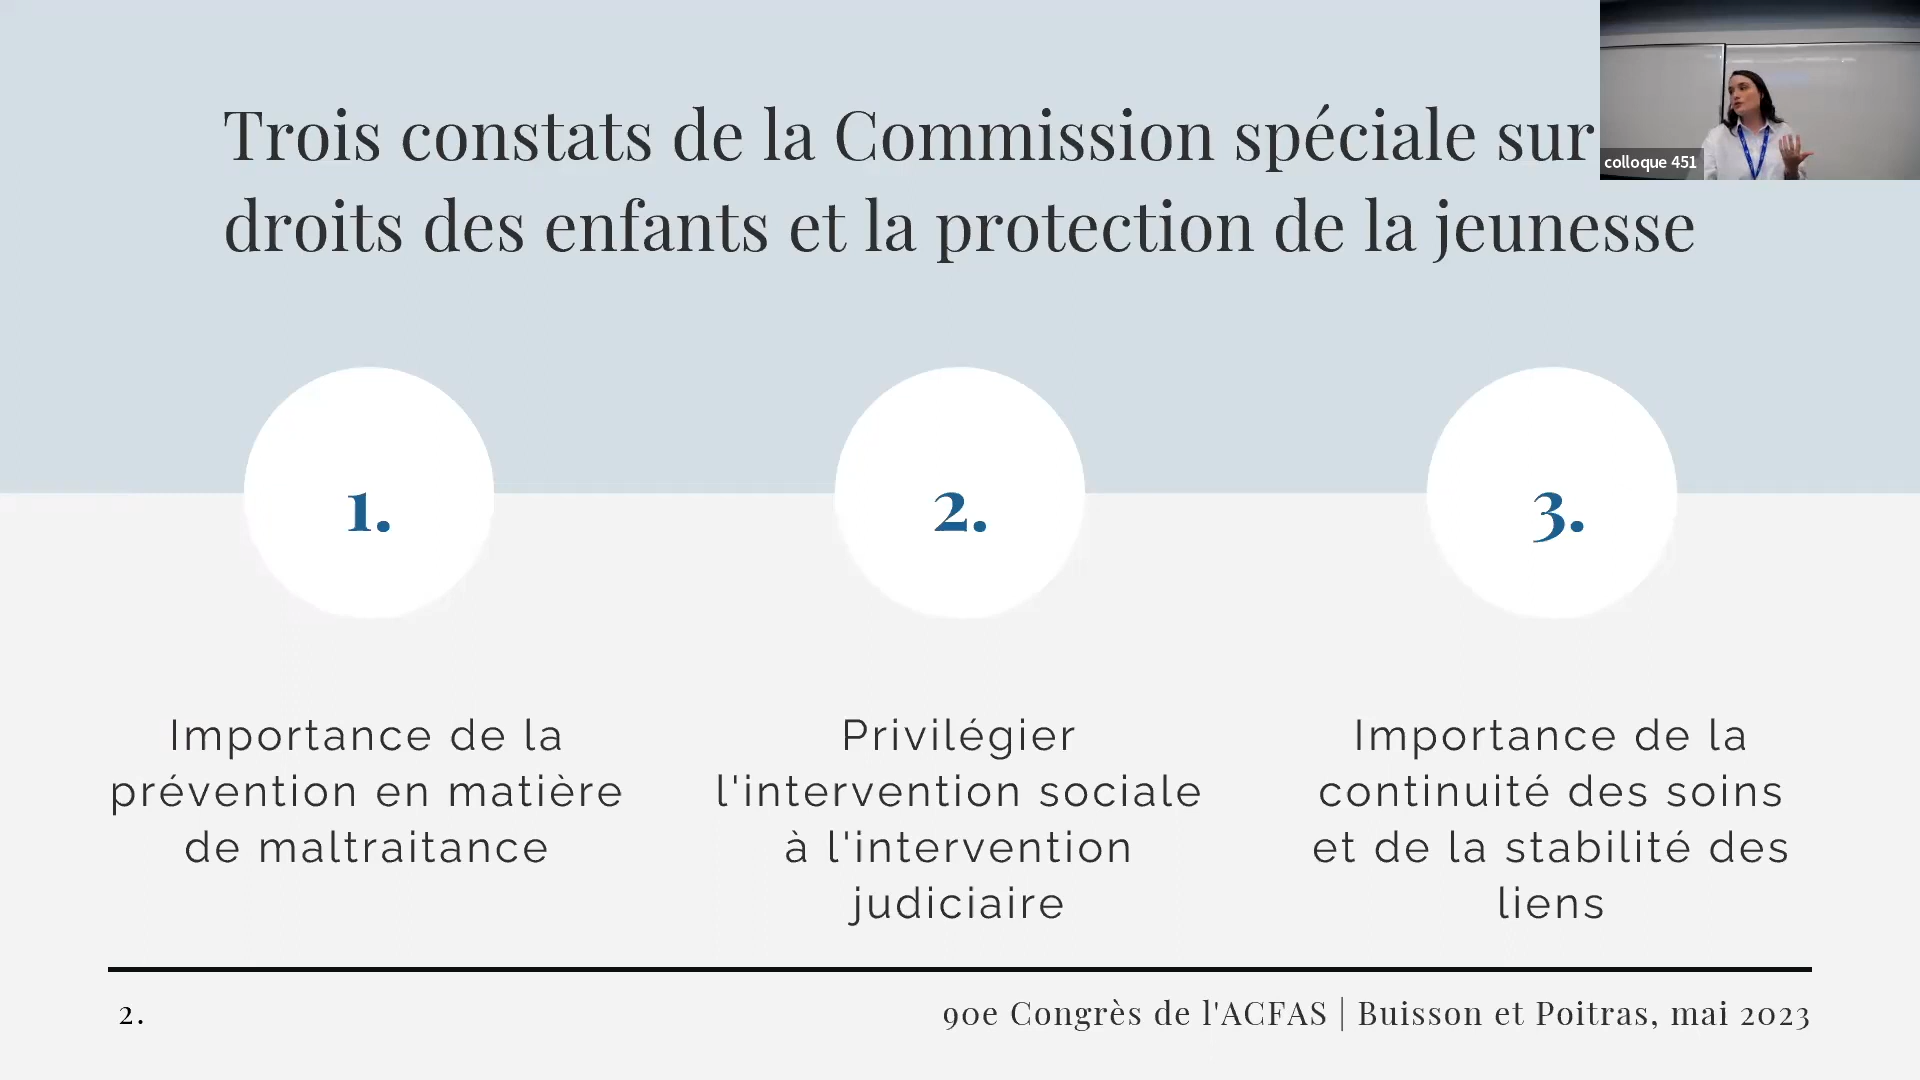 Trois constats de la Commission spéciale sur
droits des enfants et la protection de la jeunesse
colloque 451
1.
2.
3.
Importance de la
prévention en matière
de maltraitance
Privilégier
l'intervention sociale
à l'intervention
judiciaire
Importance de la
continuité des soins
et de la stabilité des
liens
2.
90e Congrès de l'ACFAS | Buisson et Poitras, mai 2023